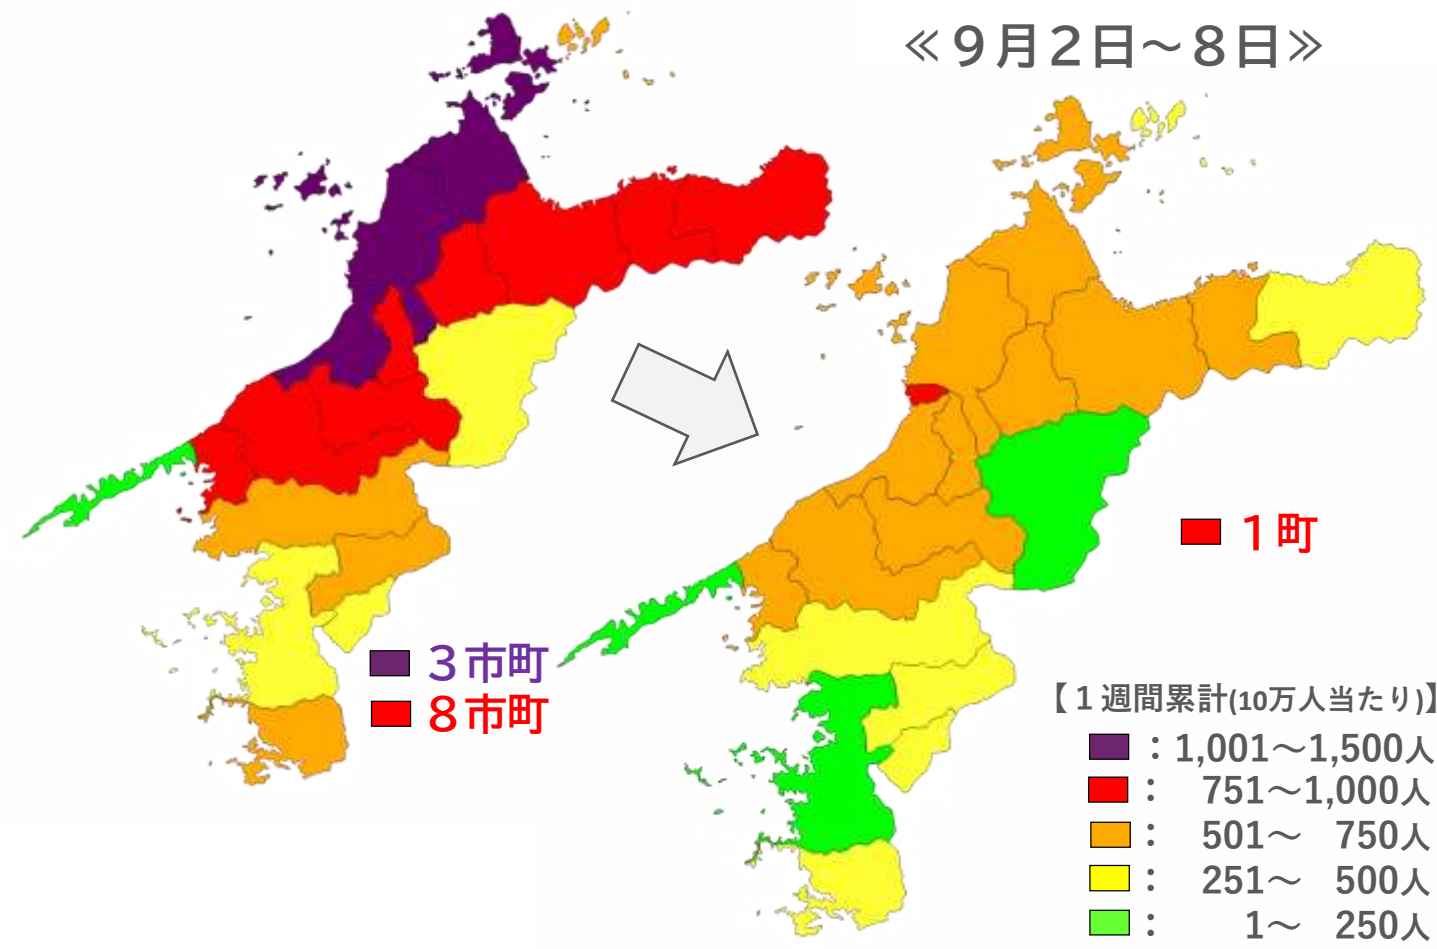 ≪９月２日～８日≫
１町
３市町
８市町
【１週間累計(10万人当たり)】
：1,001～1,500人
： 751～1,000人
： 501～ 750人
： 251～ 500人
： 1～ 250人